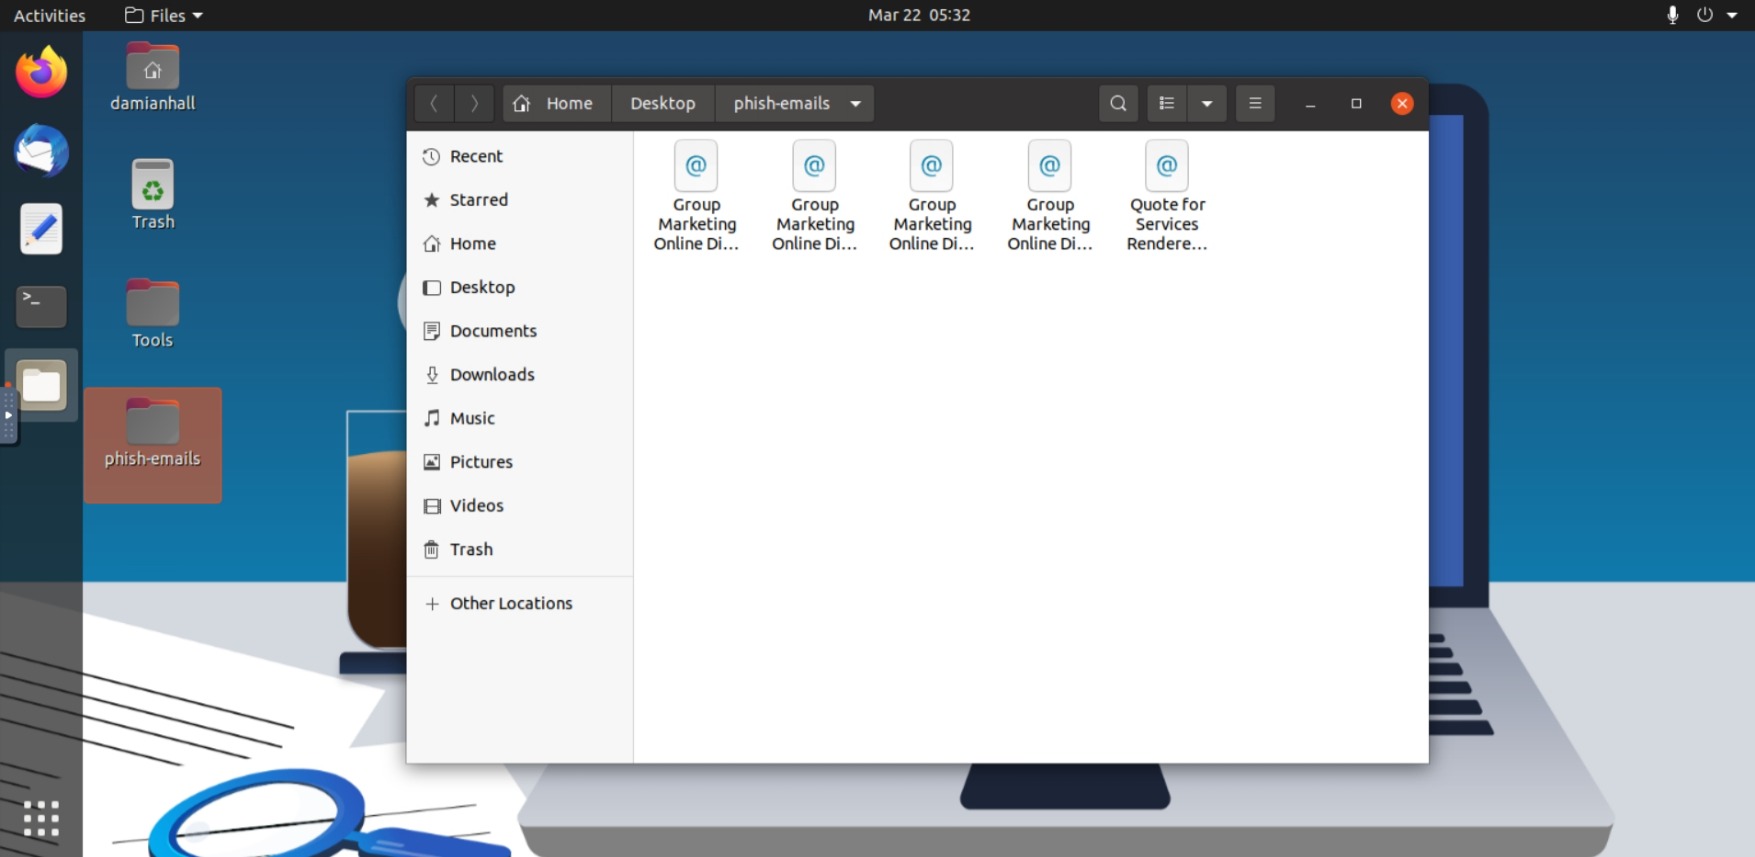 Activities Files Mar 22 05:32
damianhall
Trash
Tools
phish-emails
Home Desktop phish-emails
Recent
Starred
Home
Desktop
Documents
Downloads
Music
Pictures
Videos
Trash
Other Locations
Group
Marketing
Online Di...
Group
Marketing
Online Di...
Group
Marketing
Online Di...
Group
Marketing
Online Di...
Quote for
Services
Rendere...